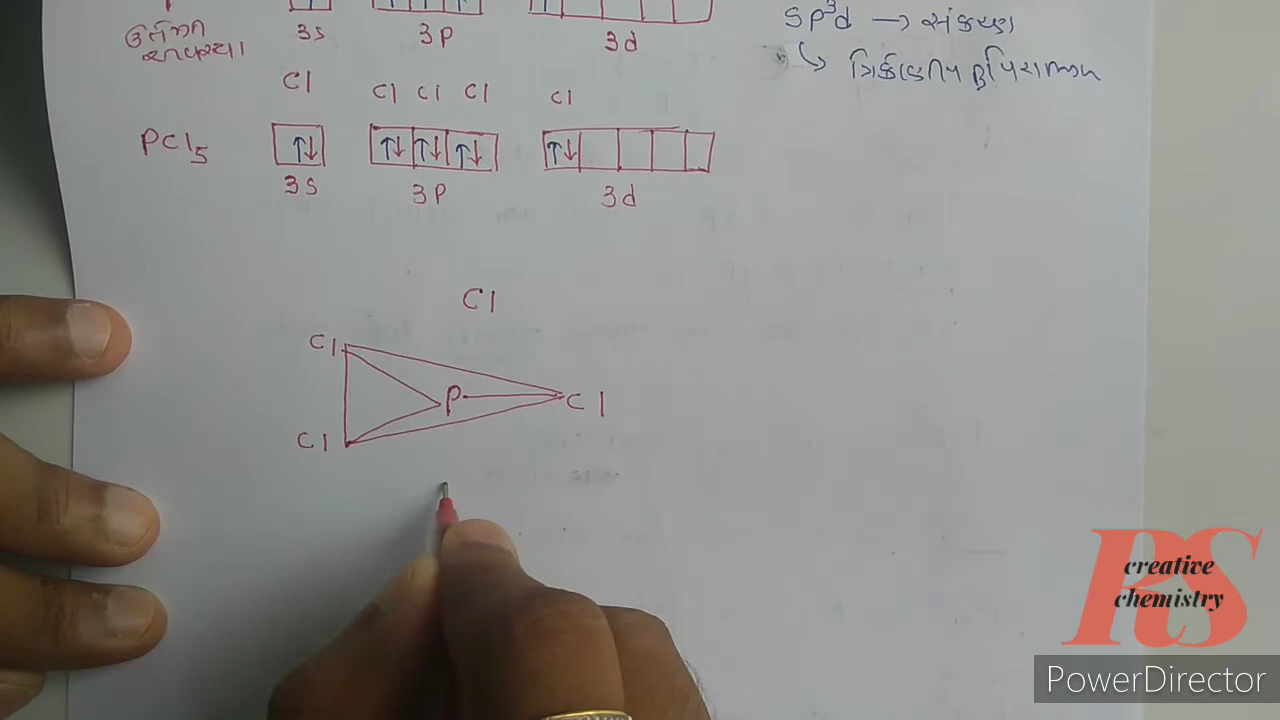 ઉત્તેજિત
અવસ્થા
3s 3p 3d
sp³d → સંકરણ
↳ ત્રિકોણીય દ્વિપિરામિડ
Cl Cl Cl Cl Cl
PCl₅ ↑↓ ↑↓ ↑↓ ↑↓ ↑↓
3s 3p 3d
Cl
Cl
P Cl
Cl
creative
chemistry
RS
PowerDirector